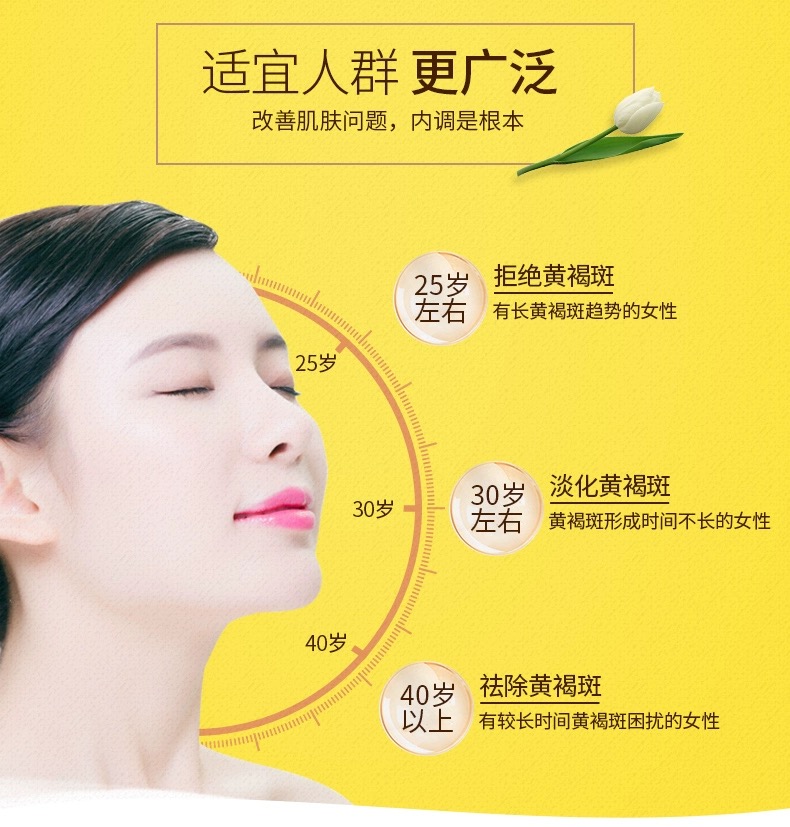 适宜人群 更广泛
改善肌肤问题，内调是根本
25岁
左右
拒绝黄褐斑
有长黄褐斑趋势的女性
25岁
30岁
30岁
左右
淡化黄褐斑
黄褐斑形成时间不长的女性
40岁
40岁
以上
祛除黄褐斑
有较长时间黄褐斑困扰的女性